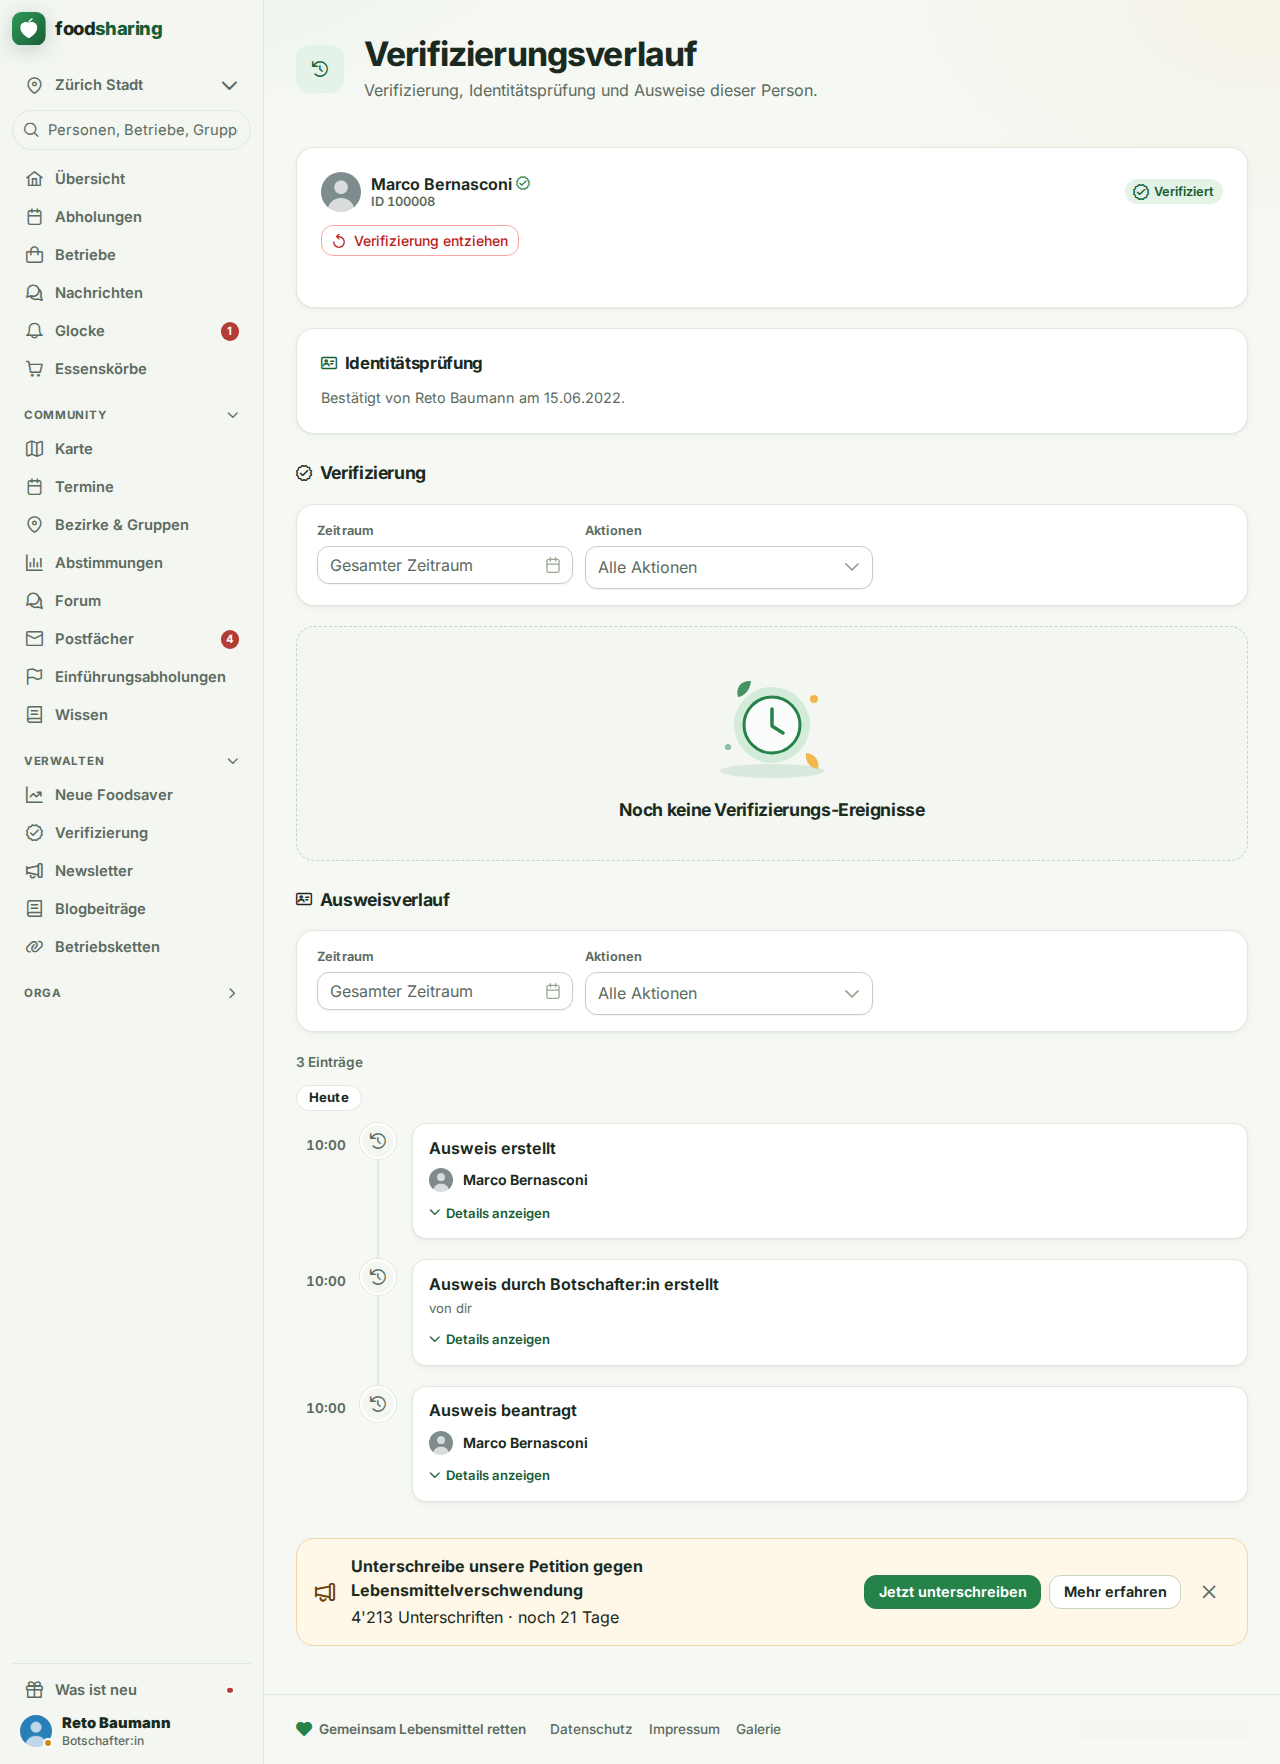 foodsharing
Zürich Stadt
Personen, Betriebe, Grupp
Übersicht
Abholungen
Betriebe
Nachrichten
Glocke 1
Essenskörbe
COMMUNITY
Karte
Termine
Bezirke & Gruppen
Abstimmungen
Forum
Postfächer 4
Einführungsabholungen
Wissen
VERWALTEN
Neue Foodsaver
Verifizierung
Newsletter
Blogbeiträge
Betriebsketten
ORGA
Was ist neu
Reto Baumann
Botschafter:in
Verifizierungsverlauf
Verifizierung, Identitätsprüfung und Ausweise dieser Person.
Marco Bernasconi
ID 100008
Verifiziert
Verifizierung entziehen
Identitätsprüfung
Bestätigt von Reto Baumann am 15.06.2022.
Verifizierung
Zeitraum Aktionen
Gesamter Zeitraum Alle Aktionen
Noch keine Verifizierungs-Ereignisse
Ausweisverlauf
Zeitraum Aktionen
Gesamter Zeitraum Alle Aktionen
3 Einträge
Heute
10:00 Ausweis erstellt
Marco Bernasconi
Details anzeigen
10:00 Ausweis durch Botschafter:in erstellt
von dir
Details anzeigen
10:00 Ausweis beantragt
Marco Bernasconi
Details anzeigen
Unterschreibe unsere Petition gegen
Lebensmittelverschwendung
4'213 Unterschriften · noch 21 Tage
Jetzt unterschreiben Mehr erfahren
Gemeinsam Lebensmittel retten Datenschutz Impressum Galerie